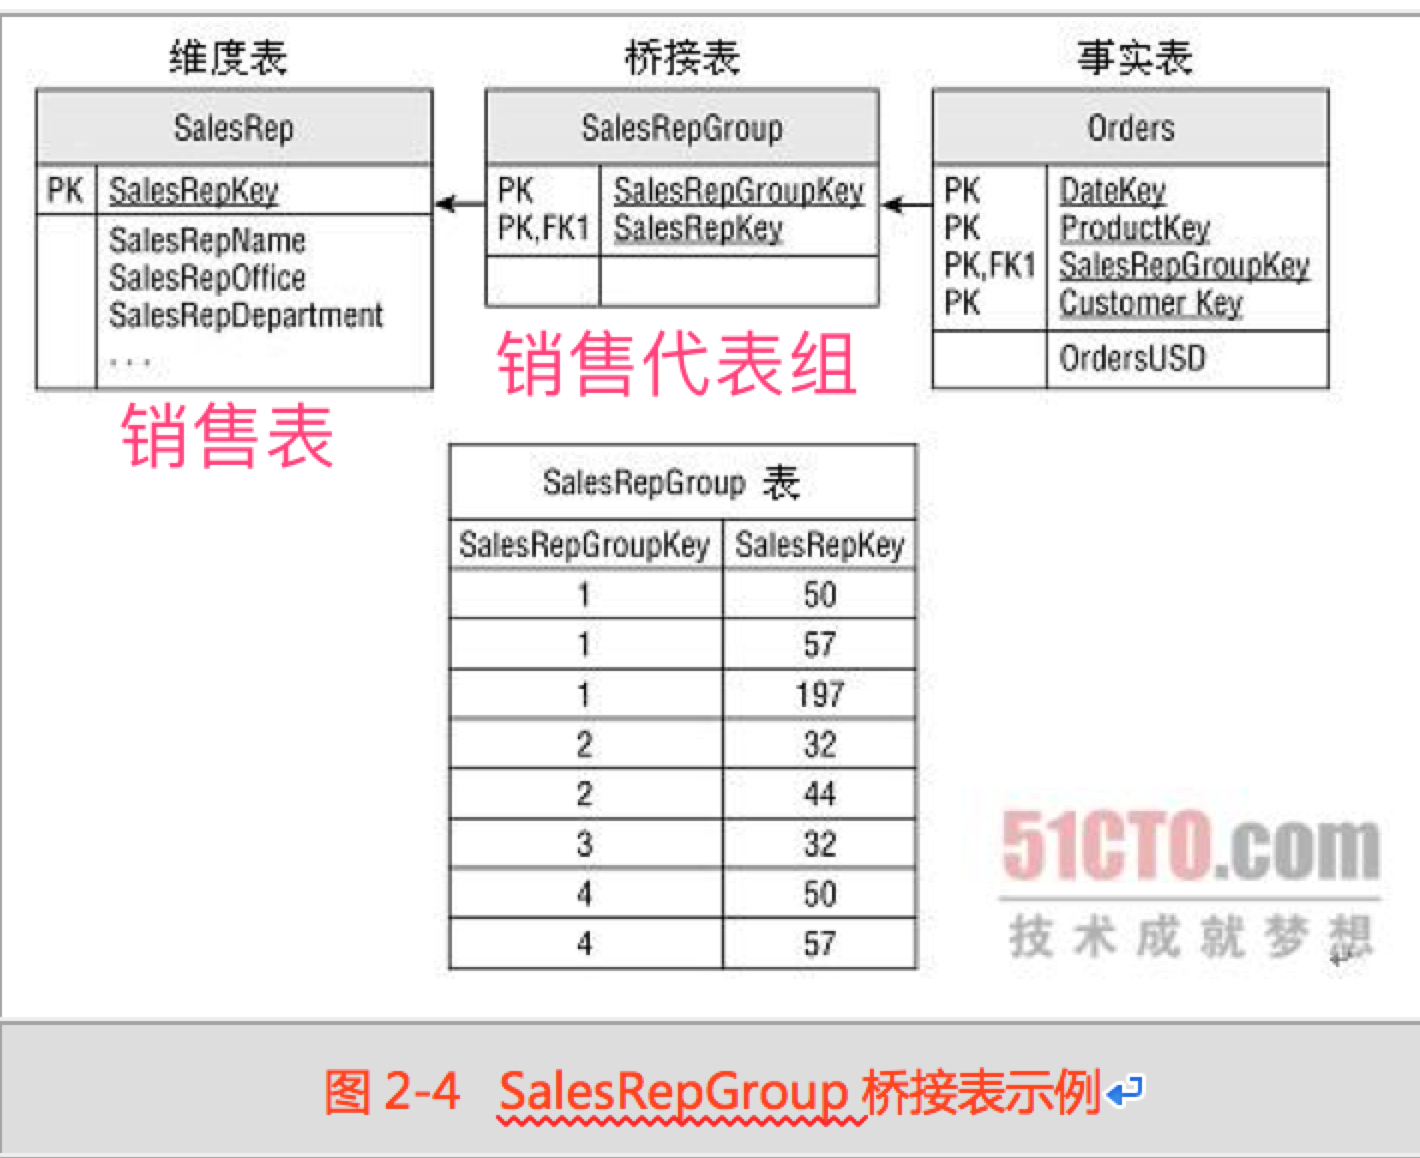 维度表
桥接表
事实表
SalesRep
PK SalesRepKey
SalesRepName
SalesRepOffice
SalesRepDepartment
...
销售表
SalesRepGroup
PK SalesRepGroupKey
PK,FK1 SalesRepKey
销售代表组
Orders
PK DateKey
PK ProductKey
PK,FK1 SalesRepGroupKey
PK Customer Key
OrdersUSD
SalesRepGroup 表
SalesRepGroupKey SalesRepKey
1 50
1 57
1 197
2 32
2 44
3 32
4 50
4 57
51CTO.com
技术成就梦想
图 2-4 SalesRepGroup 桥接表示例